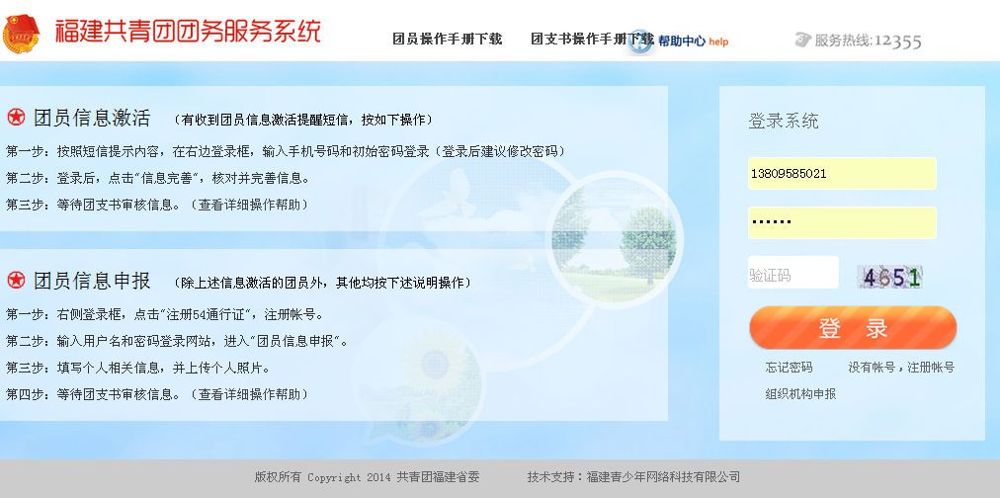 福建共青团团务服务系统
团员操作手册下载 团支书操作手册下载 帮助中心 help 服务热线:12355
团员信息激活 （有收到团员信息激活提醒短信，按如下操作）
第一步：按照短信提示内容，在右边登录框，输入手机号码和初始密码登录（登录后建议修改密码）
第二步：登录后，点击"信息完善"，核对并完善信息。
第三步：等待团支书审核信息。（查看详细操作帮助）
团员信息申报 （除上述信息激活的团员外，其他均按下述说明操作）
第一步：右侧登录框，点击"注册54通行证"，注册帐号。
第二步：输入用户名和密码登录网站，进入"团员信息申报"。
第三步：填写个人相关信息，并上传个人照片。
第四步：等待团支书审核信息。（查看详细操作帮助）
登录系统
13809585021
••••••
验证码 4651
登 录
忘记密码 没有帐号，注册帐号
组织机构申报
版权所有 Copyright 2014 共青团福建省委 技术支持：福建青少年网络科技有限公司